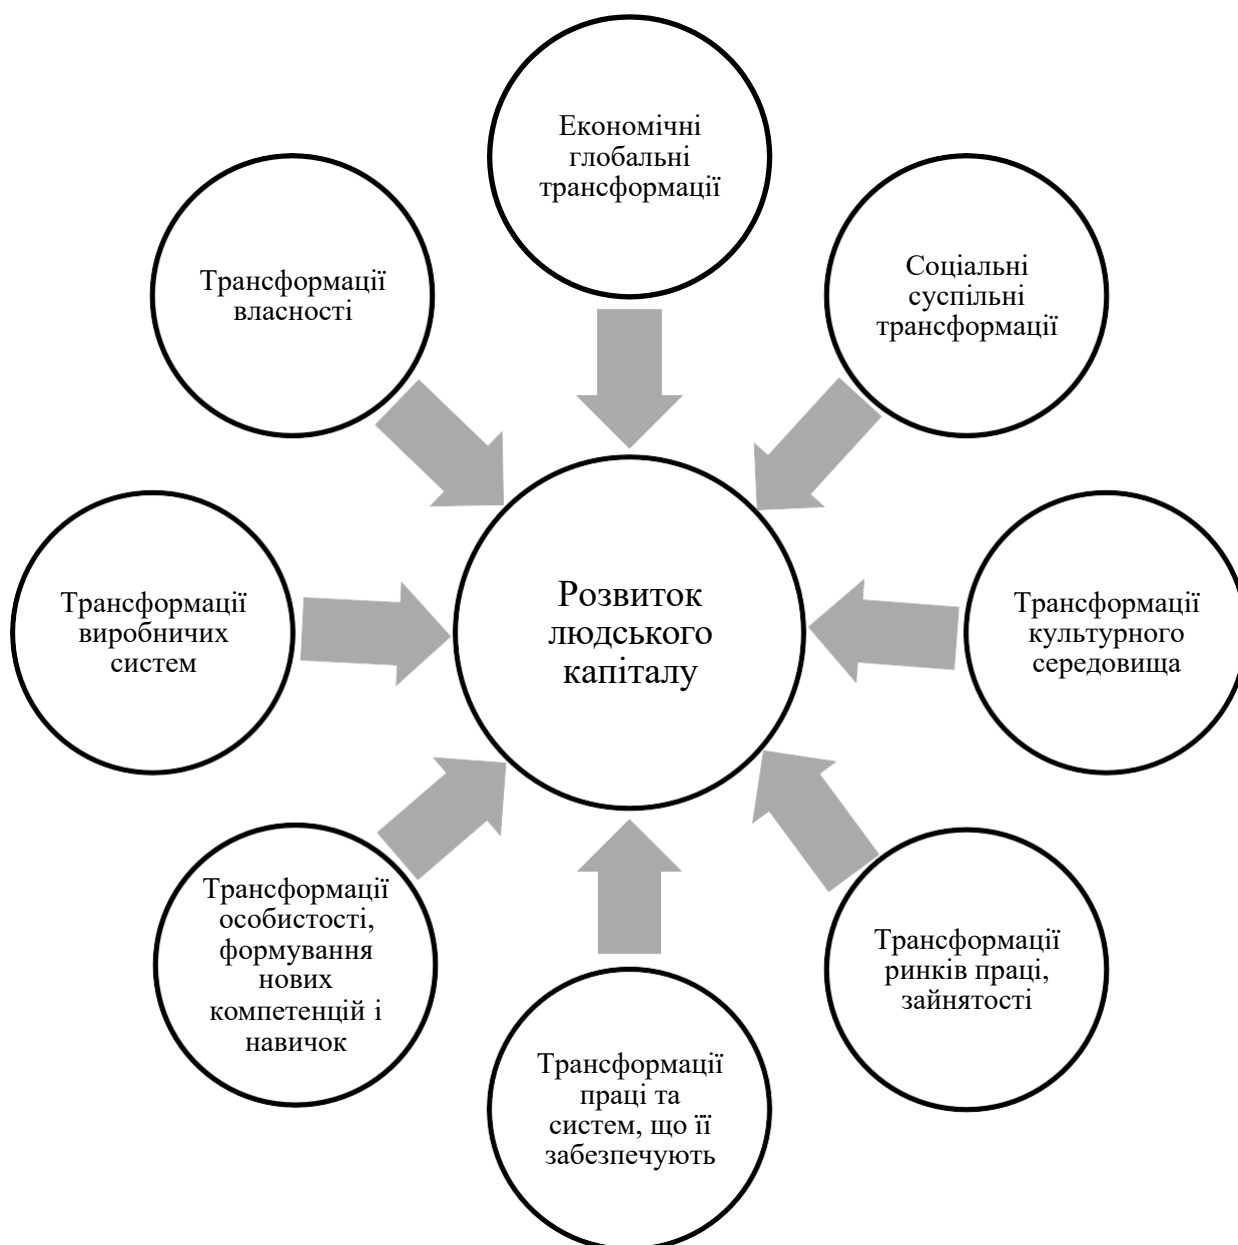 Економічні
глобальні
трансформації
Соціальні
суспільні
трансформації
Трансформації
культурного
середовища
Трансформації
ринків праці,
зайнятості
Трансформації
праці та
систем, що її
забезпечують
Трансформації
особистості,
формування
нових
компетенцій і
навичок
Трансформації
виробничих
систем
Трансформації
власності
Розвиток
людського
капіталу